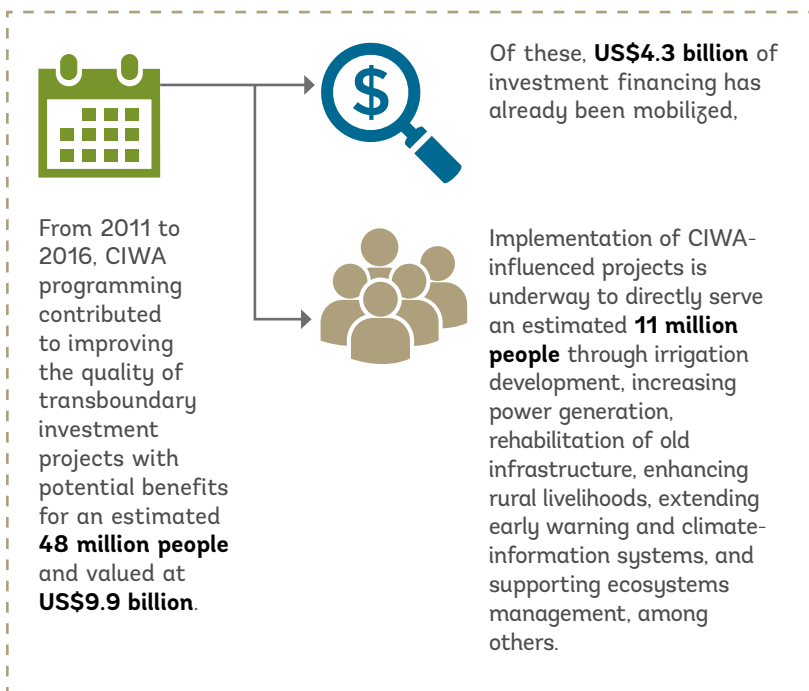 From 2011 to
2016, CIWA
programming
contributed
to improving
the quality of
transboundary
investment
projects with
potential benefits
for an estimated
48 million people
and valued at
US$9.9 billion.
$
Of these, US$4.3 billion of
investment financing has
already been mobilized,
Implementation of CIWA-
influenced projects is
underway to directly serve
an estimated 11 million
people through irrigation
development, increasing
power generation,
rehabilitation of old
infrastructure, enhancing
rural livelihoods, extending
early warning and climate-
information systems, and
supporting ecosystems
management, among
others.